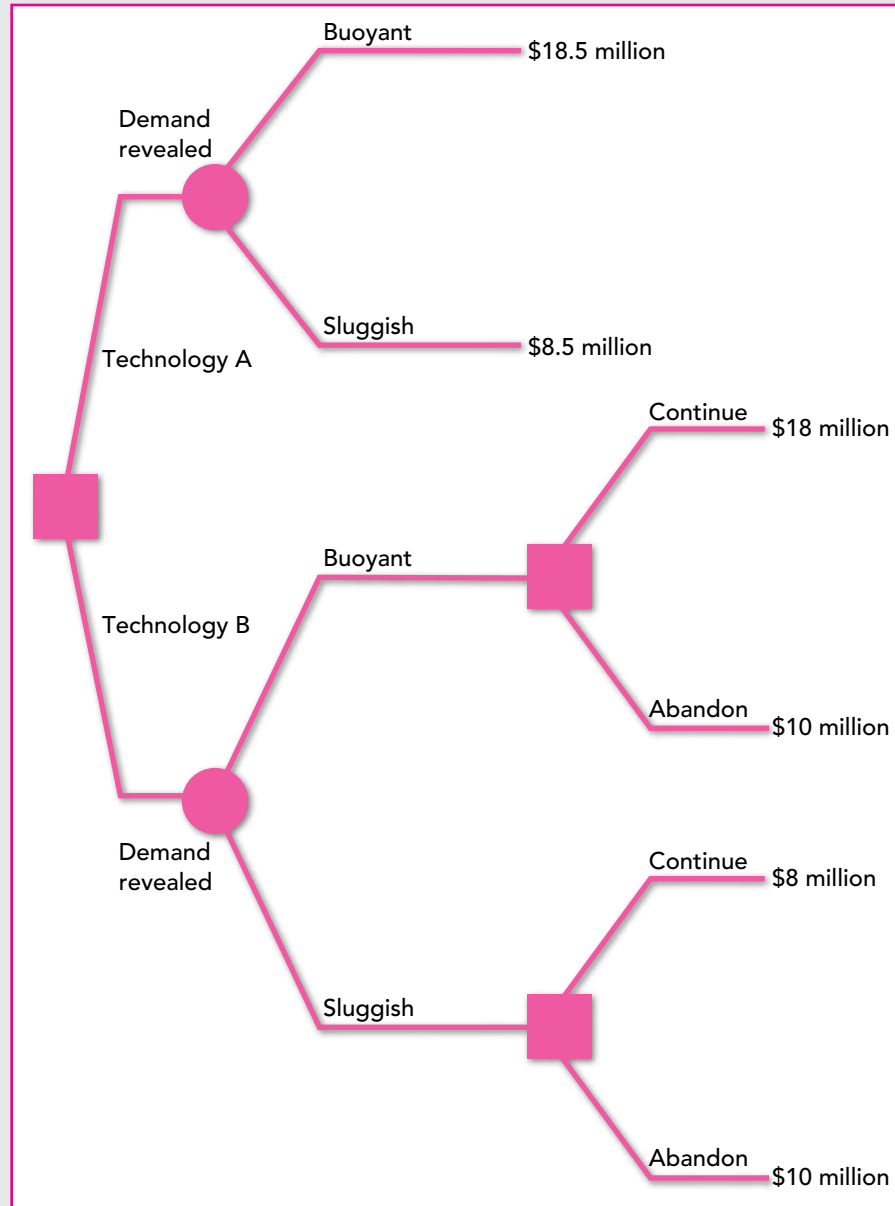 Buoyant
$18.5 million
Demand
revealed
Sluggish
$8.5 million
Technology A
Continue
$18 million
Buoyant
Technology B
Abandon
$10 million
Demand
revealed
Continue
$8 million
Sluggish
Abandon
$10 million